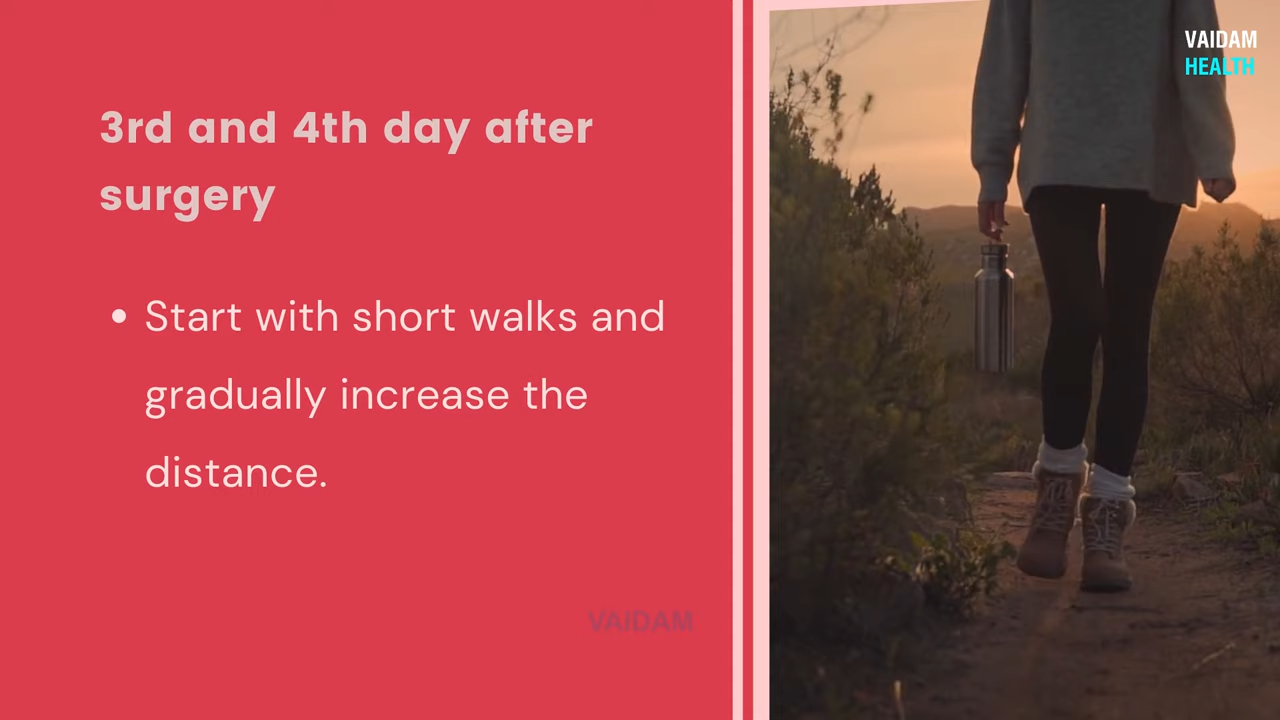 3rd and 4th day after
surgery
• Start with short walks and
gradually increase the
distance.
VAIDAM
VAIDAM
HEALTH